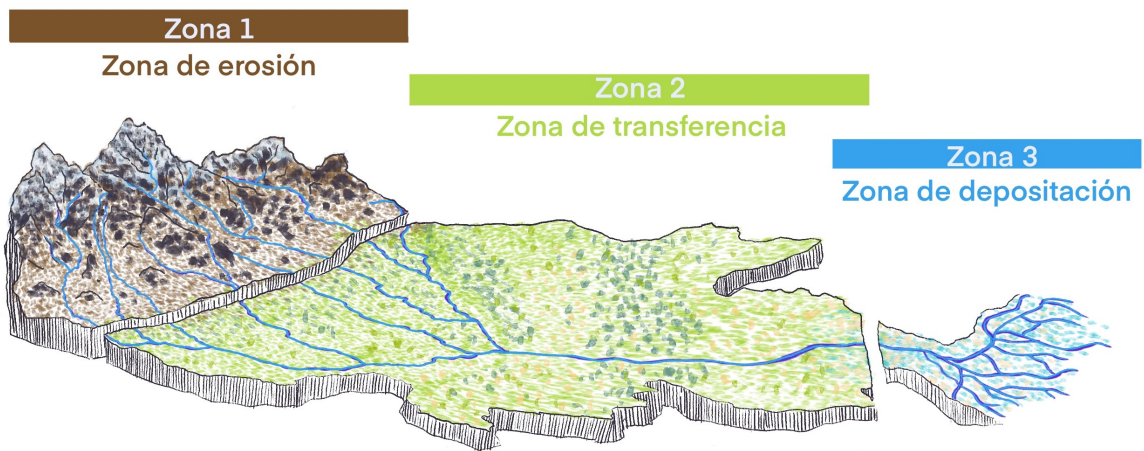 Zona 1
Zona de erosión
Zona 2
Zona de transferencia
Zona 3
Zona de depositación